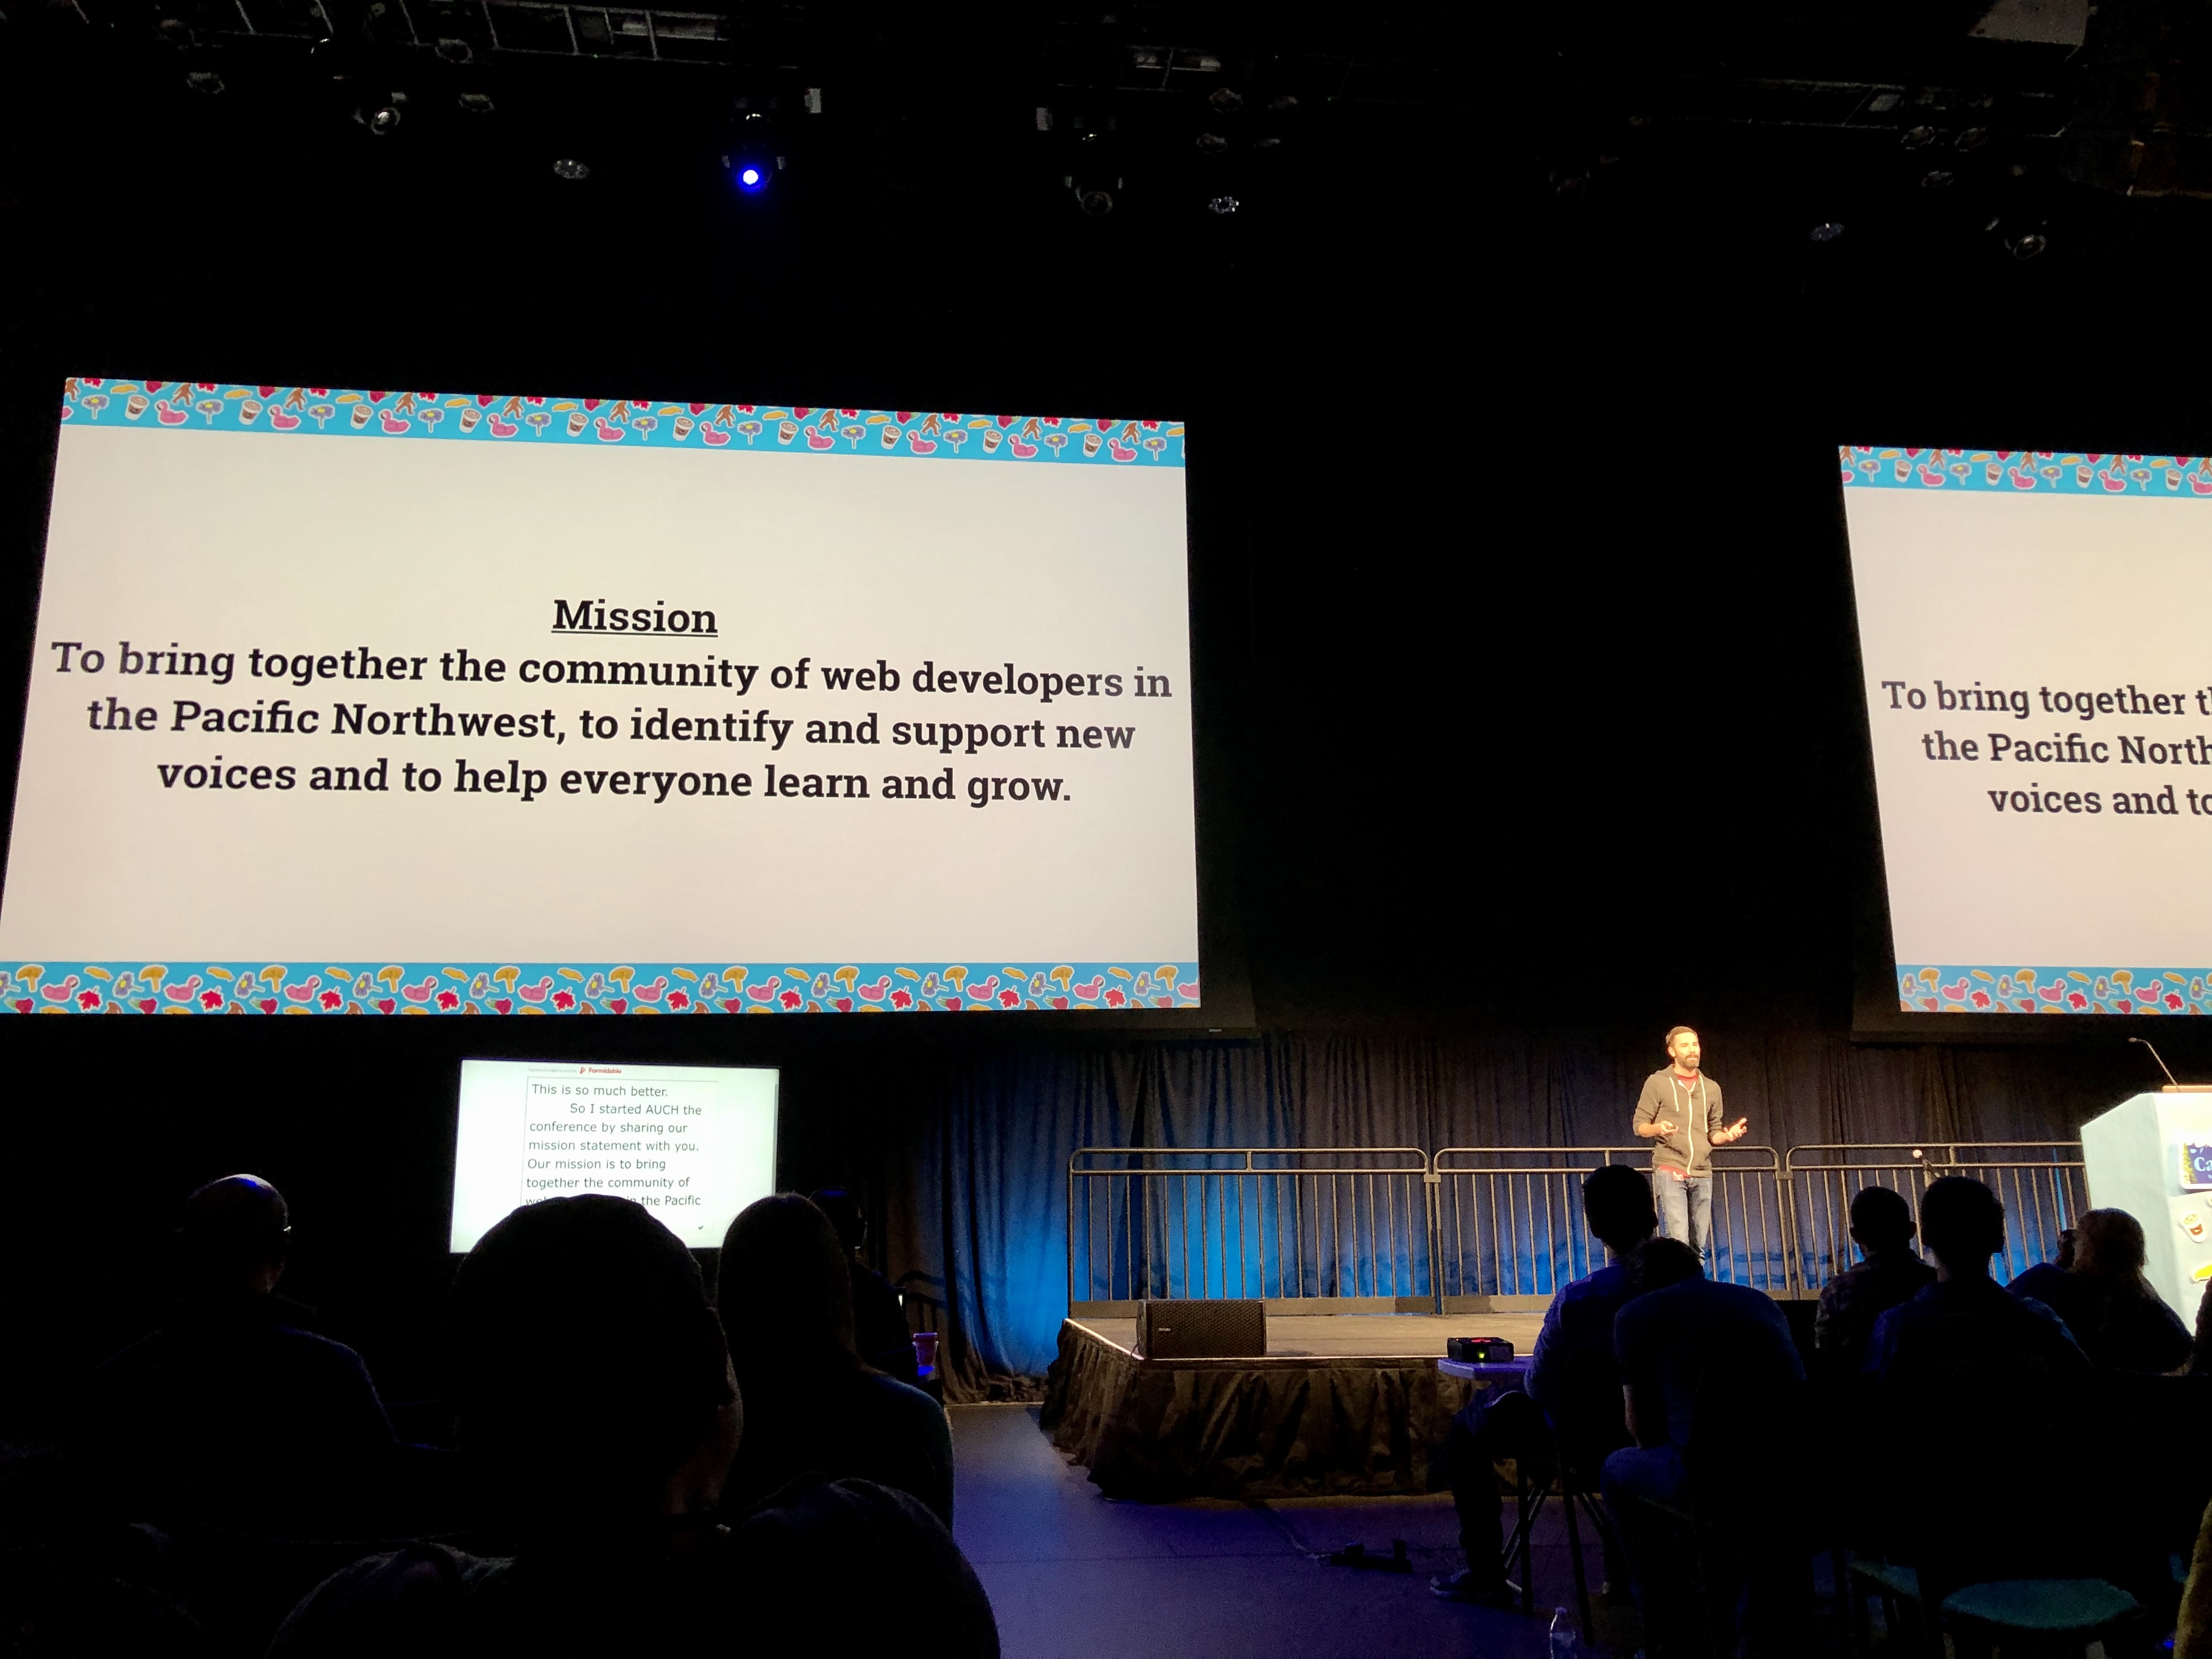 Mission
To bring together the community of web developers in
the Pacific Northwest, to identify and support new
voices and to help everyone learn and grow.
To bring together
the Pacific North
voices and to
Formidable
This is so much better.
So I started AUCH the
conference by sharing our
mission statement with you.
Our mission is to bring
together the community of
in the Pacific
Ca